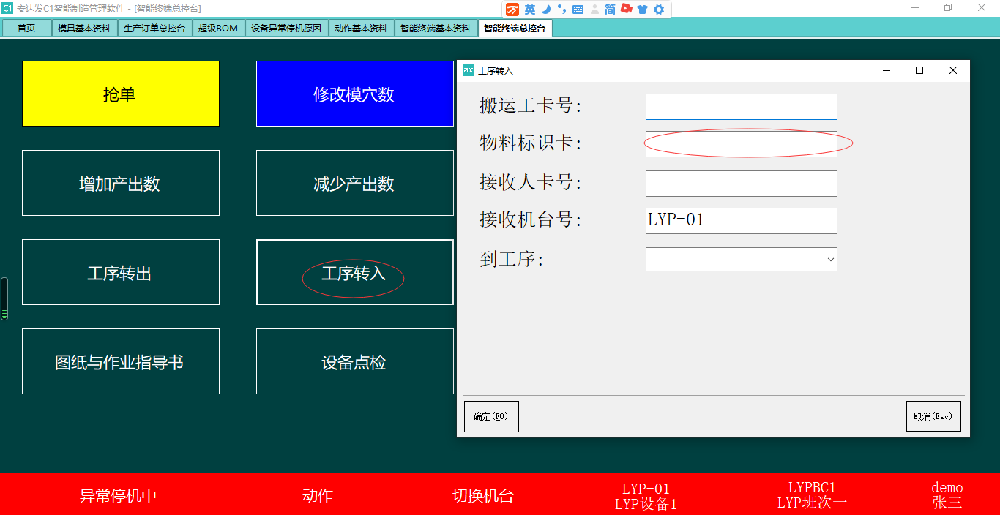 C1 安达发C1智能制造管理软件 - [智能终端总控台]
英 简
首页 模具基本资料 生产订单总控台 超级BOM 设备异常停机原因 动作基本资料 智能终端基本资料 智能终端总控台
抢单 修改模穴数
增加产出数 减少产出数
工序转出 工序转入
图纸与作业指导书 设备点检
ax 工序转入
搬运工卡号:
物料标识卡:
接收人卡号:
接收机台号: LYP-01
到工序:
确定(F8) 取消(Esc)
异常停机中 动作 切换机台
LYP-01
LYP设备1
LYPBC1
LYP班次一
demo
张三